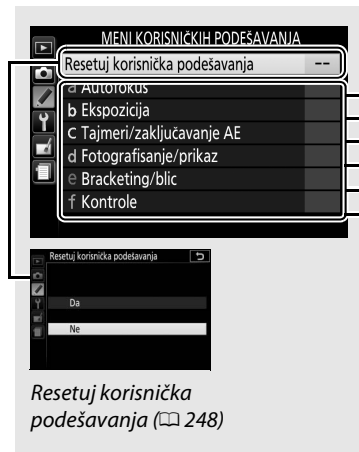 MENI KORISNIČKIH PODEŠAVANJA
Resetuj korisnička podešavanja --
a Autofokus
b Ekspozicija
c Tajmeri/zaključavanje AE
d Fotografisanje/prikaz
e Bracketing/blic
f Kontrole
Resetuj korisnička podešavanja
Da
Ne
Resetuj korisnička
podešavanja (📖 248)